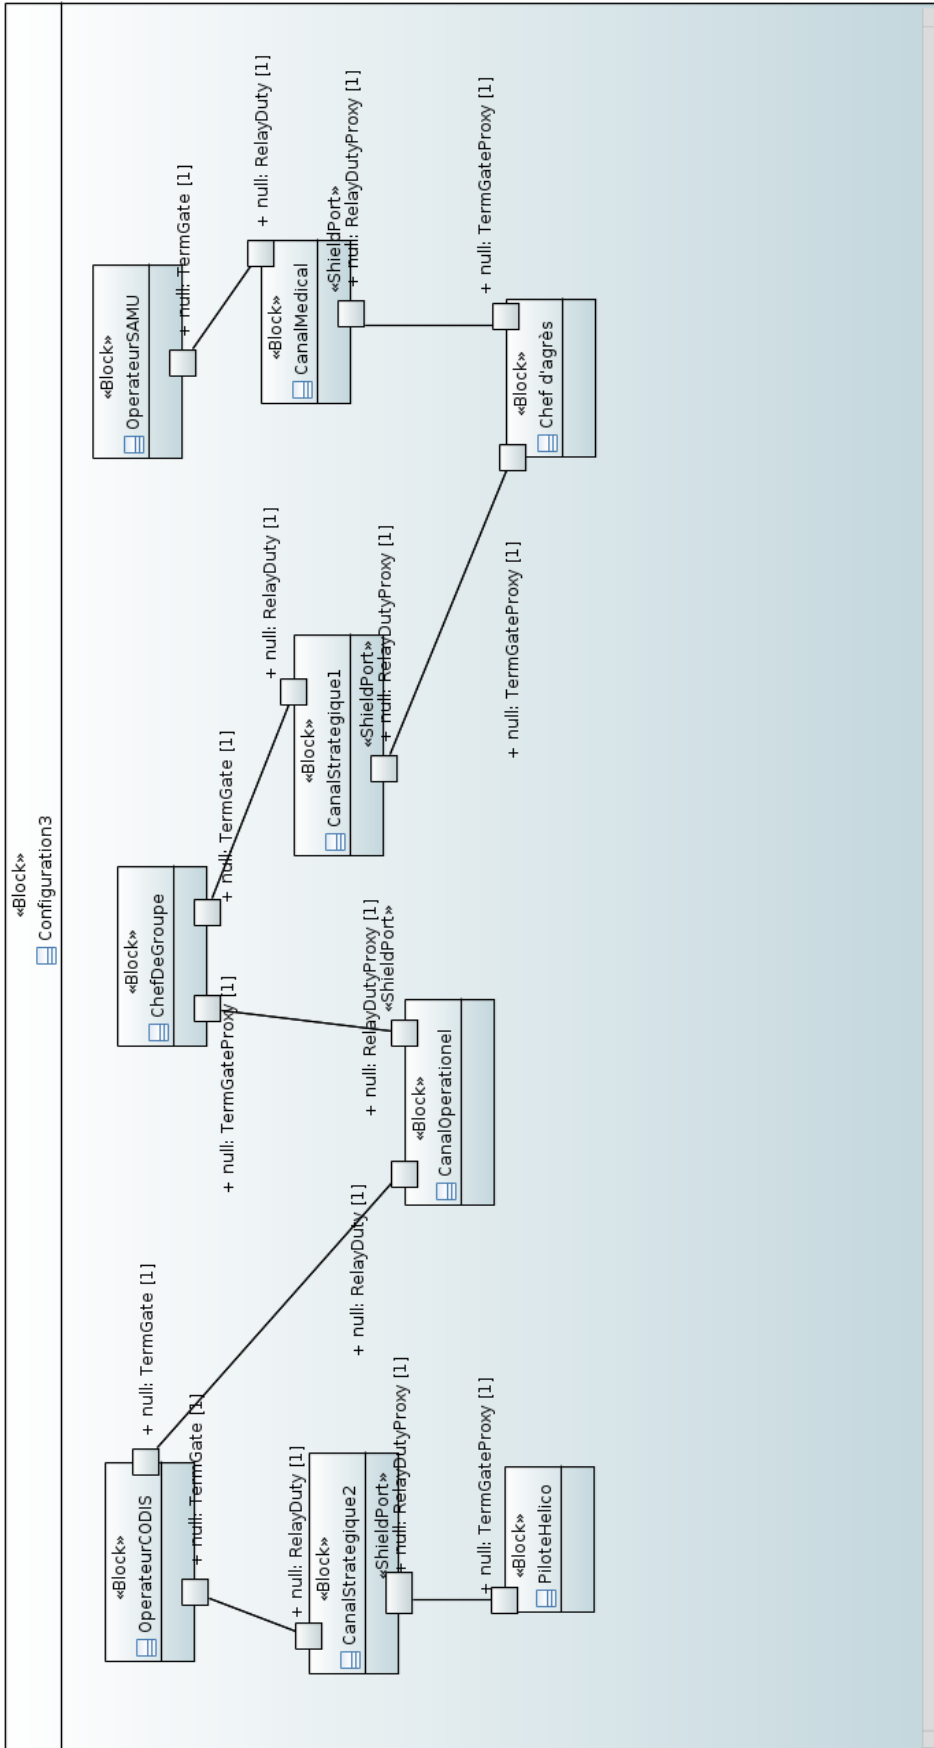 «Block»
Configuration3
«Block»
OperateurCODIS
+ null: TermGate [1]
+ null: TermGate [1]
«Block»
ChefDeGroupe
+ null: TermGateProxy [1]
+ null: TermGate [1]
«Block»
OperateurSAMU
+ null: TermGate [1]
+ null: RelayDuty [1]
«Block»
CanalStrategique2
«ShieldPort»
+ null: RelayDutyProxy [1]
+ null: RelayDuty [1]
+ null: RelayDutyProxy [1]
«ShieldPort»
«Block»
CanalOperationel
+ null: RelayDuty [1]
«Block»
CanalStrategique1
«ShieldPort»
+ null: RelayDutyProxy [1]
+ null: RelayDuty [1]
«Block»
CanalMedical
«ShieldPort»
+ null: RelayDutyProxy [1]
+ null: TermGateProxy [1]
«Block»
PiloteHelico
+ null: TermGateProxy [1]
+ null: TermGateProxy [1]
«Block»
Chef d'agrès